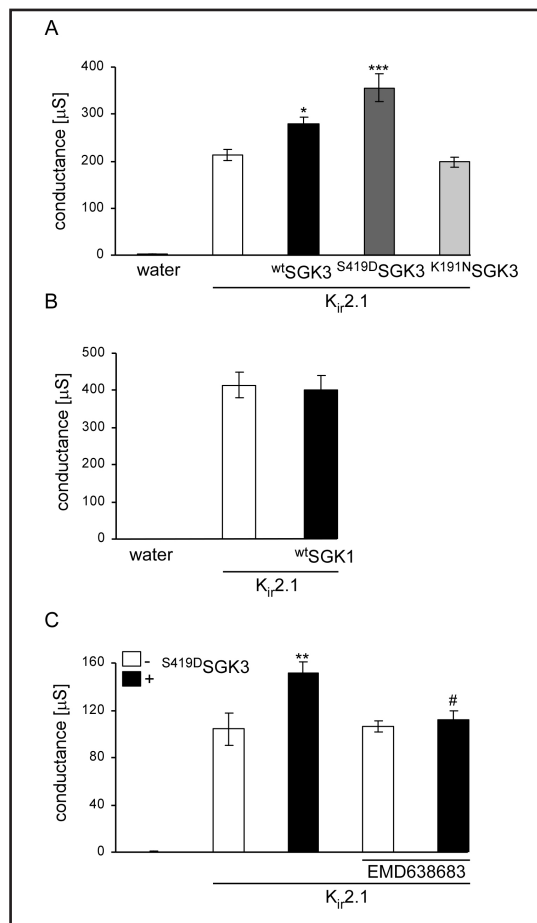 A
conductance [µS]
400
300
200
100
0
* ***
water ʷᵗSGK3 ˢ⁴¹⁹ᴰSGK3 ᴷ¹⁹¹ᴺSGK3
Kᵢᵣ2.1
B
conductance [µS]
500
400
300
200
100
0
water ʷᵗSGK1
Kᵢᵣ2.1
C
conductance [µS]
160
120
80
40
0
- ˢ⁴¹⁹ᴰSGK3
+
** #
EMD638683
Kᵢᵣ2.1